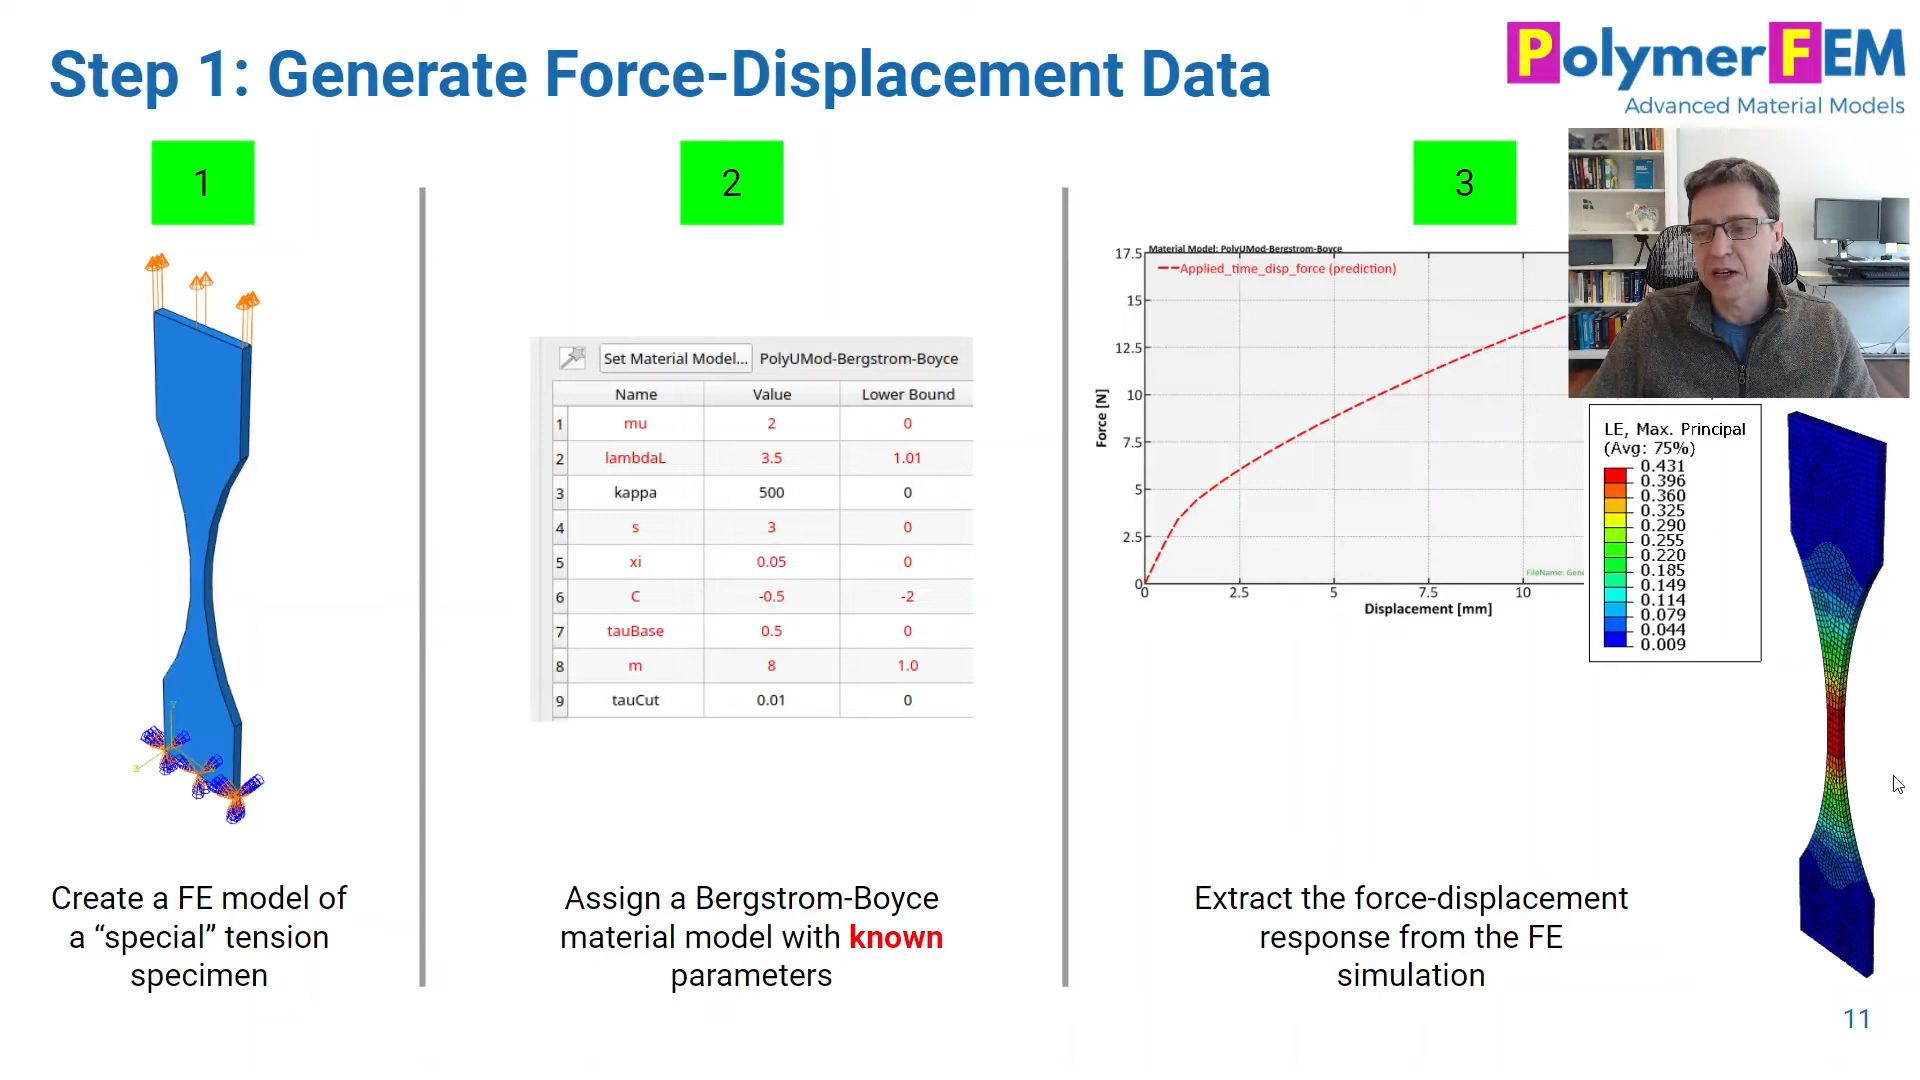 Step 1: Generate Force-Displacement Data
PolymerFEM
Advanced Material Models
1
2
3
Set Material Model... PolyUMod-Bergstrom-Boyce
Name Value Lower Bound
1 mu 2 0
2 lambdaL 3.5 1.01
3 kappa 500 0
4 s 3 0
5 xi 0.05 0
6 C -0.5 -2
7 tauBase 0.5 0
8 m 8 1.0
9 tauCut 0.01 0
Material Model: PolyUMod-Bergstrom-Boyce
Applied_time_disp_force (prediction)
17.5
15
12.5
10
7.5
5
2.5
0
Force [N]
0 2.5 5 7.5 10
Displacement [mm]
FileName: Gene
LE, Max. Principal
(Avg: 75%)
0.431
0.396
0.360
0.325
0.290
0.255
0.220
0.185
0.149
0.114
0.079
0.044
0.009
Y
Z
Create a FE model of
a “special” tension
specimen
Assign a Bergstrom-Boyce
material model with known
parameters
Extract the force-displacement
response from the FE
simulation
11